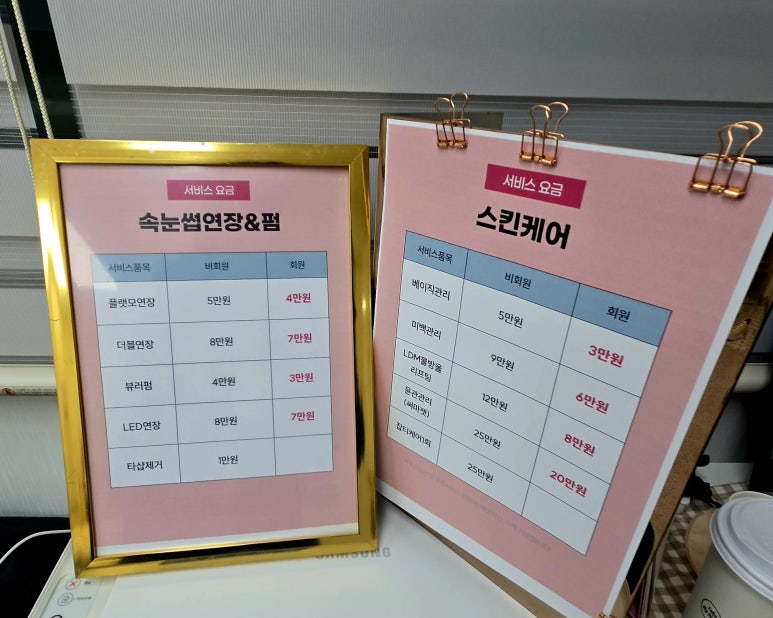 서비스 요금
속눈썹연장&펌
서비스품목 비회원 회원
플랫모연장 5만원 4만원
더블연장 8만원 7만원
뷰러펌 4만원 3만원
LED연장 8만원 7만원
타샵제거 1만원
서비스 요금
스킨케어
서비스품목 비회원 회원
베이직관리 5만원 3만원
미백관리 9만원 6만원
LDM물방울
리프팅 12만원 8만원
윤관관리
(써마챗) 25만원 20만원
잡티케어1회 25만원
SAMSUNG